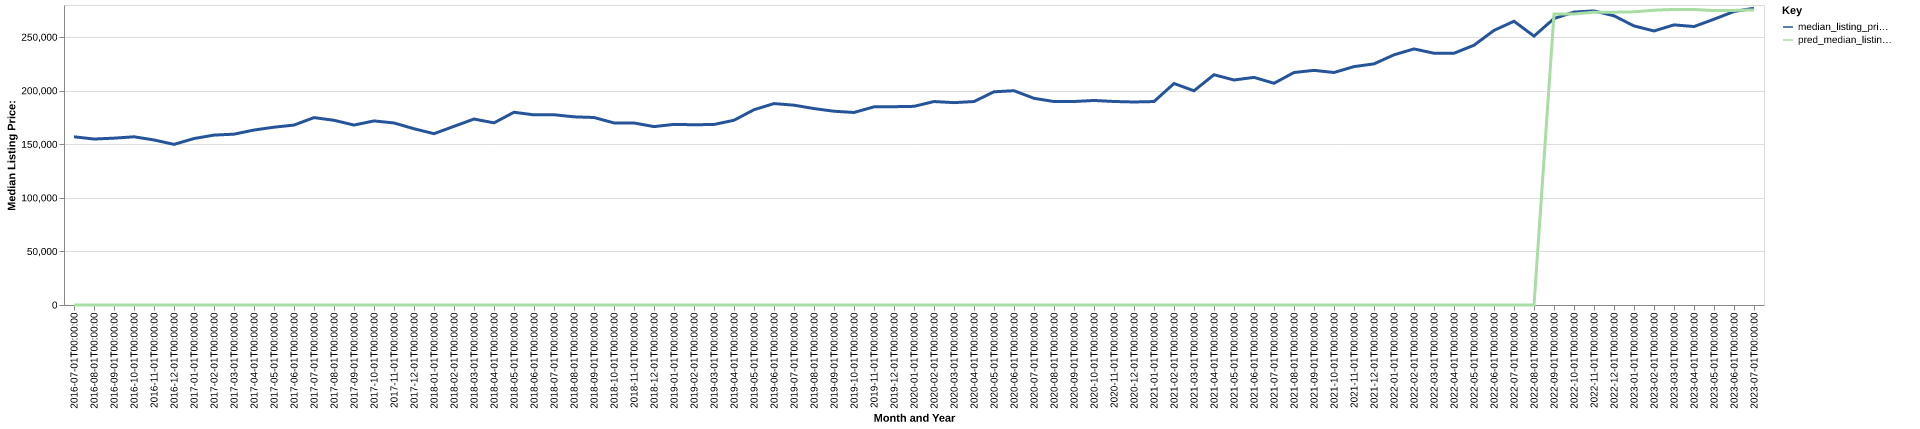 Key
median_listing_pri…
pred_median_listin…
Median Listing Price:
250,000
200,000
150,000
100,000
50,000
0
2016-07-01T00:00:00
2016-08-01T00:00:00
2016-09-01T00:00:00
2016-10-01T00:00:00
2016-11-01T00:00:00
2016-12-01T00:00:00
2017-01-01T00:00:00
2017-02-01T00:00:00
2017-03-01T00:00:00
2017-04-01T00:00:00
2017-05-01T00:00:00
2017-06-01T00:00:00
2017-07-01T00:00:00
2017-08-01T00:00:00
2017-09-01T00:00:00
2017-10-01T00:00:00
2017-11-01T00:00:00
2017-12-01T00:00:00
2018-01-01T00:00:00
2018-02-01T00:00:00
2018-03-01T00:00:00
2018-04-01T00:00:00
2018-05-01T00:00:00
2018-06-01T00:00:00
2018-07-01T00:00:00
2018-08-01T00:00:00
2018-09-01T00:00:00
2018-10-01T00:00:00
2018-11-01T00:00:00
2018-12-01T00:00:00
2019-01-01T00:00:00
2019-02-01T00:00:00
2019-03-01T00:00:00
2019-04-01T00:00:00
2019-05-01T00:00:00
2019-06-01T00:00:00
2019-07-01T00:00:00
2019-08-01T00:00:00
2019-09-01T00:00:00
2019-10-01T00:00:00
2019-11-01T00:00:00
2019-12-01T00:00:00
2020-01-01T00:00:00
2020-02-01T00:00:00
2020-03-01T00:00:00
2020-04-01T00:00:00
2020-05-01T00:00:00
2020-06-01T00:00:00
2020-07-01T00:00:00
2020-08-01T00:00:00
2020-09-01T00:00:00
2020-10-01T00:00:00
2020-11-01T00:00:00
2020-12-01T00:00:00
2021-01-01T00:00:00
2021-02-01T00:00:00
2021-03-01T00:00:00
2021-04-01T00:00:00
2021-05-01T00:00:00
2021-06-01T00:00:00
2021-07-01T00:00:00
2021-08-01T00:00:00
2021-09-01T00:00:00
2021-10-01T00:00:00
2021-11-01T00:00:00
2021-12-01T00:00:00
2022-01-01T00:00:00
2022-02-01T00:00:00
2022-03-01T00:00:00
2022-04-01T00:00:00
2022-05-01T00:00:00
2022-06-01T00:00:00
2022-07-01T00:00:00
2022-08-01T00:00:00
2022-09-01T00:00:00
2022-10-01T00:00:00
2022-11-01T00:00:00
2022-12-01T00:00:00
2023-01-01T00:00:00
2023-02-01T00:00:00
2023-03-01T00:00:00
2023-04-01T00:00:00
2023-05-01T00:00:00
2023-06-01T00:00:00
2023-07-01T00:00:00
Month and Year